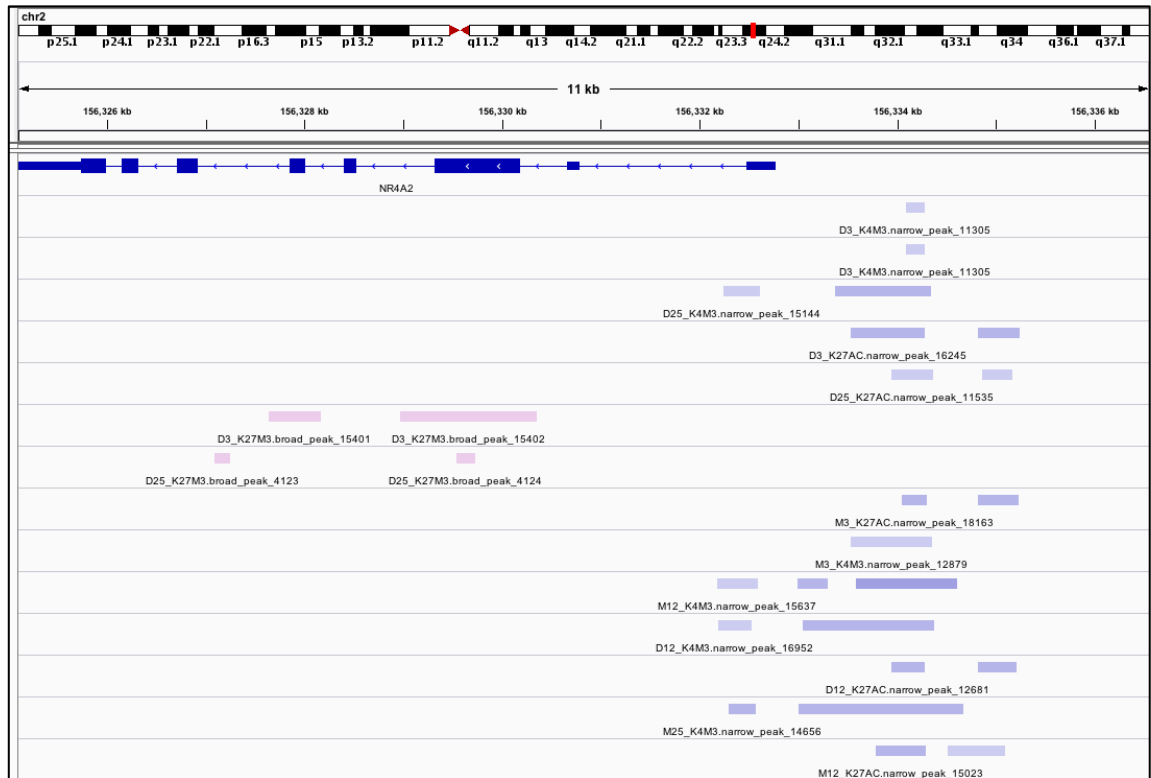 chr2
p25.1 p24.1 p23.1 p22.1 p16.3 p15 p13.2 p11.2 q11.2 q13 q14.2 q21.1 q22.2 q23.3 q24.2 q31.1 q32.1 q33.1 q34 q36.1 q37.1
11 kb
156,326 kb 156,328 kb 156,330 kb 156,332 kb 156,334 kb 156,336 kb
NR4A2
D3_K4M3.narrow_peak_11305
D3_K4M3.narrow_peak_11305
D25_K4M3.narrow_peak_15144
D3_K27AC.narrow_peak_16245
D25_K27AC.narrow_peak_11535
D3_K27M3.broad_peak_15401 D3_K27M3.broad_peak_15402
D25_K27M3.broad_peak_4123 D25_K27M3.broad_peak_4124
M3_K27AC.narrow_peak_18163
M3_K4M3.narrow_peak_12879
M12_K4M3.narrow_peak_15637
D12_K4M3.narrow_peak_16952
D12_K27AC.narrow_peak_12681
M25_K4M3.narrow_peak_14656
M12_K27AC.narrow_peak_15023